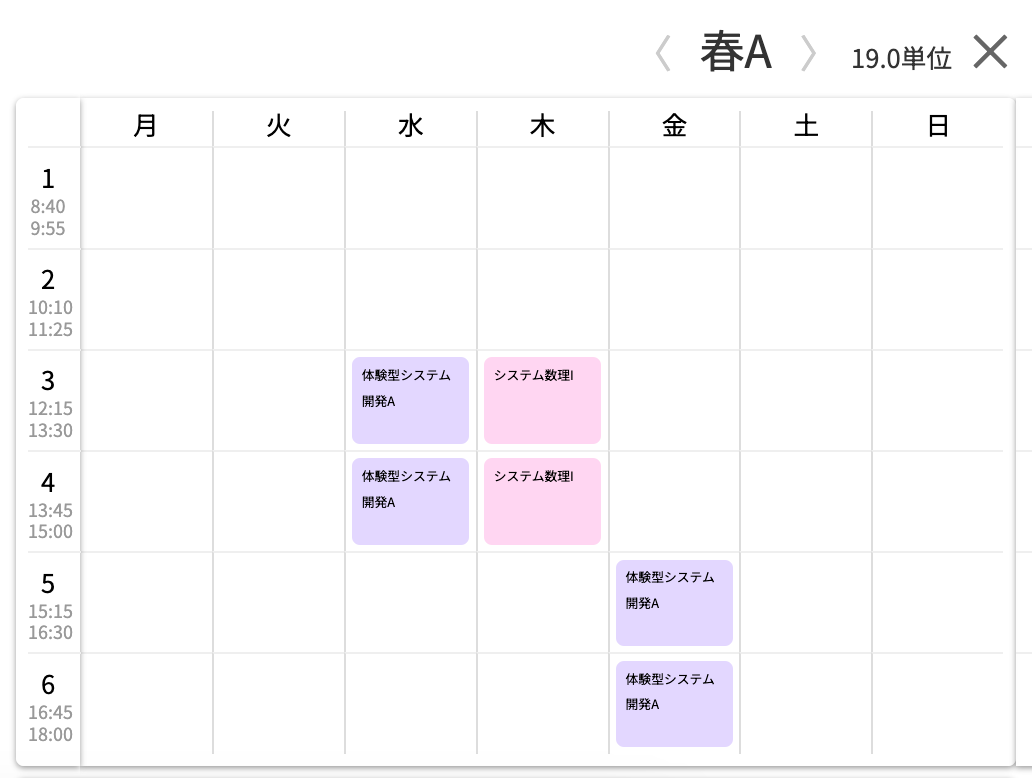 春A
19.0単位
月 火 水 木 金 土 日
1
8:40
9:55
2
10:10
11:25
3
12:15
13:30
体験型システム
開発A
システム数理I
4
13:45
15:00
体験型システム
開発A
システム数理I
5
15:15
16:30
体験型システム
開発A
6
16:45
18:00
体験型システム
開発A